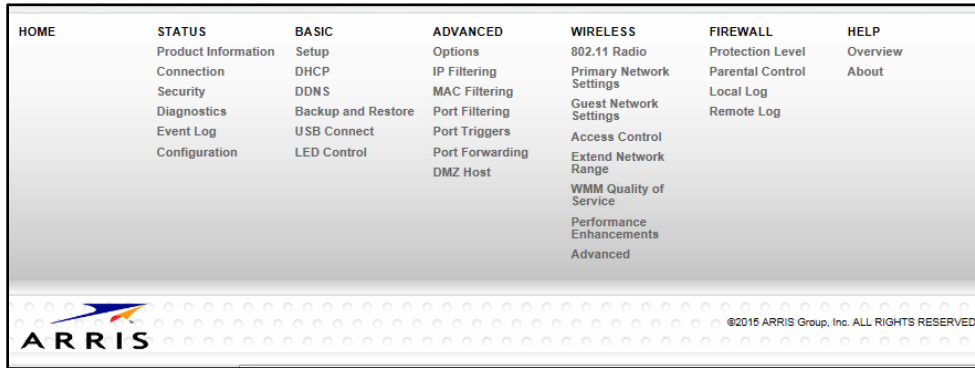 HOME
STATUS
Product Information
Connection
Security
Diagnostics
Event Log
Configuration
BASIC
Setup
DHCP
DDNS
Backup and Restore
USB Connect
LED Control
ADVANCED
Options
IP Filtering
MAC Filtering
Port Filtering
Port Triggers
Port Forwarding
DMZ Host
WIRELESS
802.11 Radio
Primary Network
Settings
Guest Network
Settings
Access Control
Extend Network
Range
WMM Quality of
Service
Performance
Enhancements
Advanced
FIREWALL
Protection Level
Parental Control
Local Log
Remote Log
HELP
Overview
About
ARRIS
©2015 ARRIS Group, Inc. ALL RIGHTS RESERVED